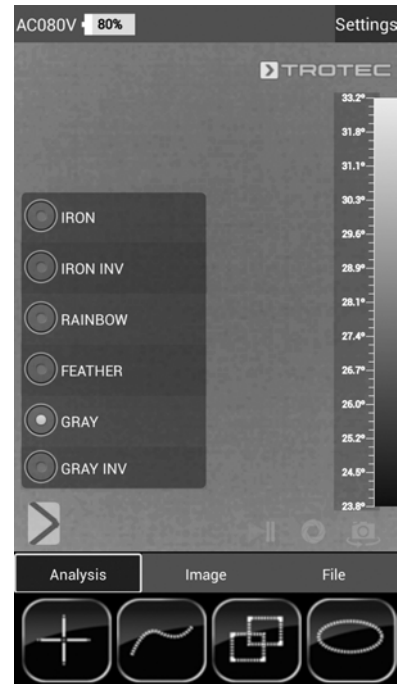 AC080V 80% Settings
TROTEC
33.2°
31.8°
31.1°
30.3°
29.6°
28.9°
28.1°
27.4°
26.7°
26.0°
25.2°
24.5°
23.8°
IRON
IRON INV
RAINBOW
FEATHER
GRAY
GRAY INV
Analysis Image File